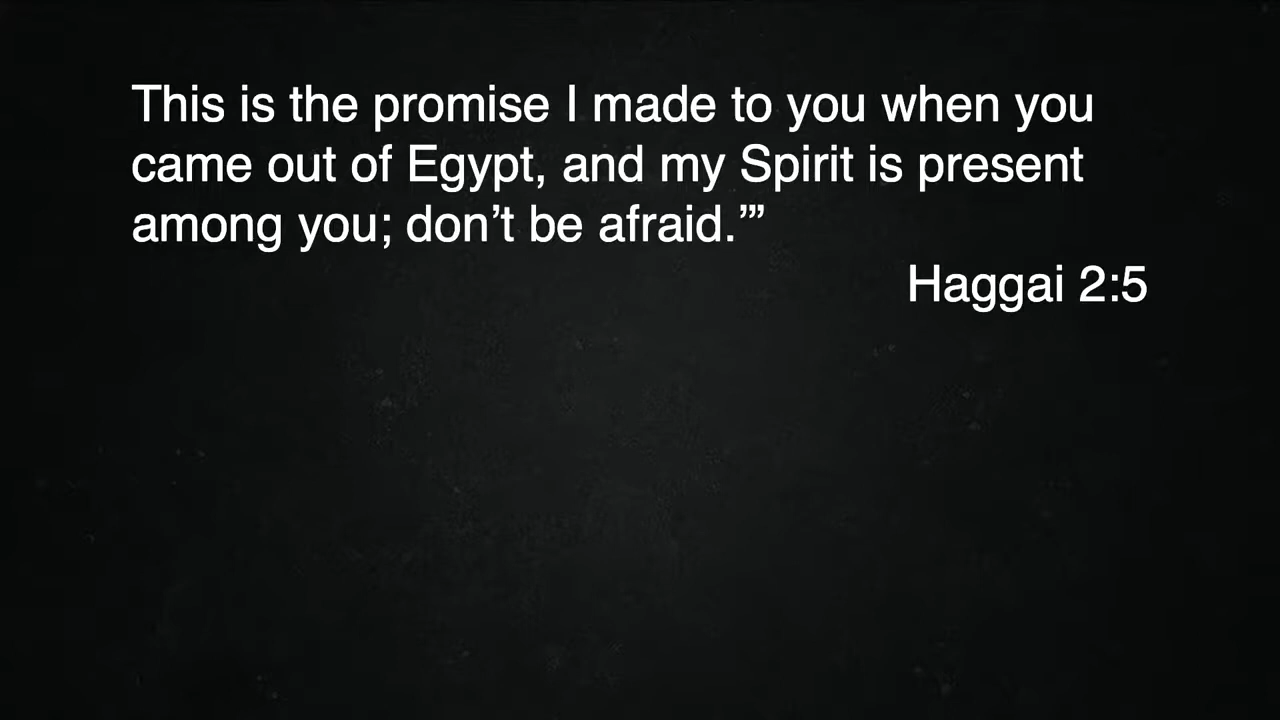 This is the promise I made to you when you
came out of Egypt, and my Spirit is present
among you; don’t be afraid.’”
Haggai 2:5